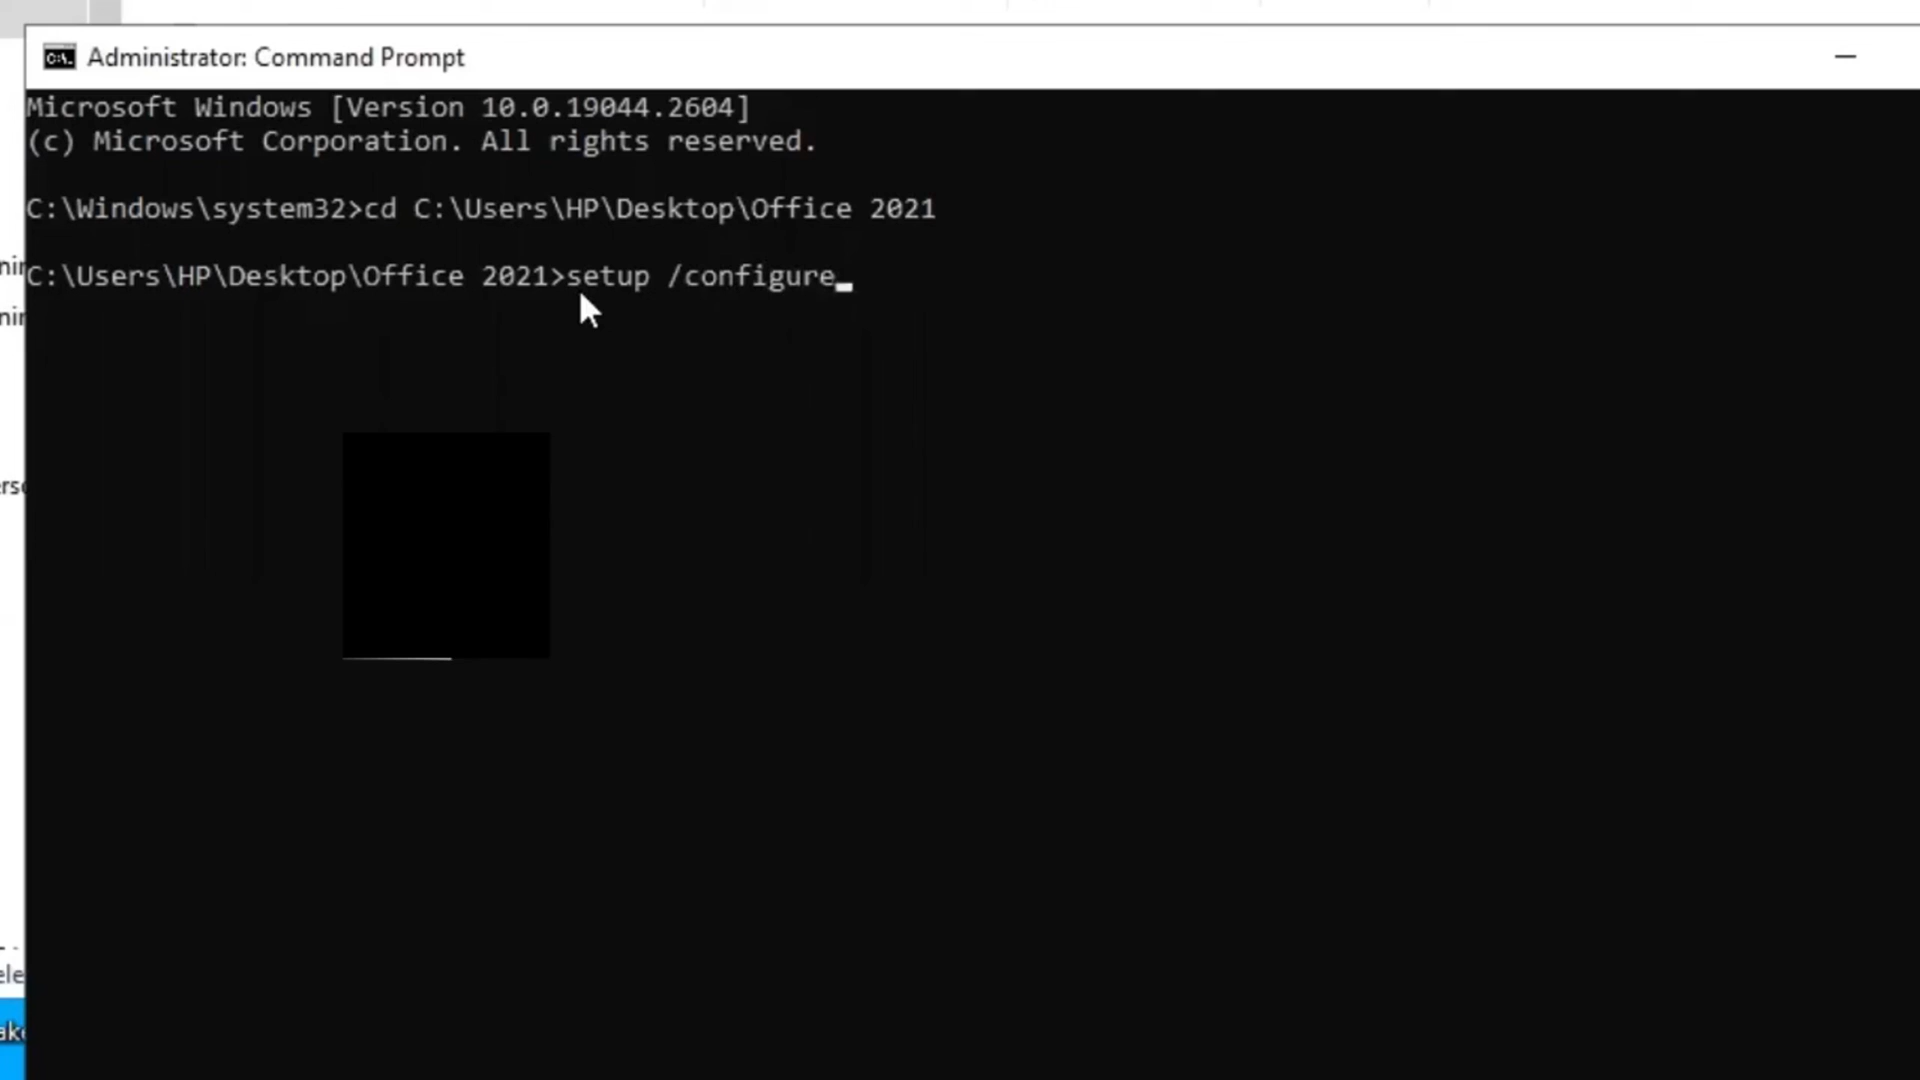 Administrator: Command Prompt
Microsoft Windows [Version 10.0.19044.2604]
(c) Microsoft Corporation. All rights reserved.
C:\Windows\system32>cd C:\Users\HP\Desktop\Office 2021
C:\Users\HP\Desktop\Office 2021>setup /configure